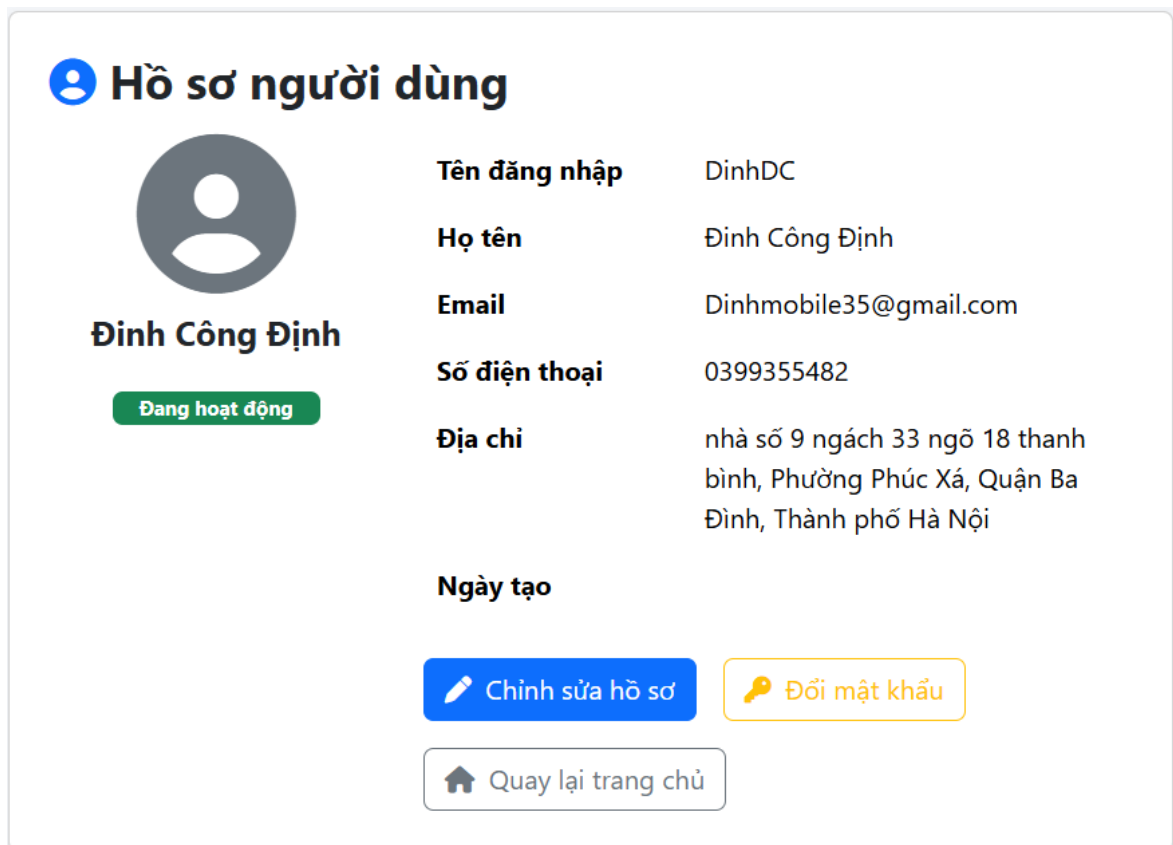 Hồ sơ người dùng
Đinh Công Định
Đang hoạt động
Tên đăng nhập DinhDC
Họ tên Đinh Công Định
Email Dinhmobile35@gmail.com
Số điện thoại 0399355482
Địa chỉ nhà số 9 ngách 33 ngõ 18 thanh
bình, Phường Phúc Xá, Quận Ba
Đình, Thành phố Hà Nội
Ngày tạo
Chỉnh sửa hồ sơ Đổi mật khẩu
Quay lại trang chủ